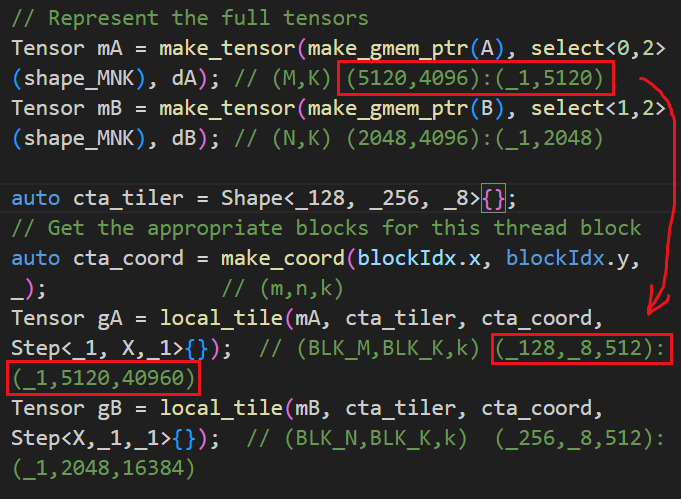 // Represent the full tensors
Tensor mA = make_tensor(make_gmem_ptr(A), select<0,2>
(shape_MNK), dA); // (M,K) (5120,4096):(_1,5120)
Tensor mB = make_tensor(make_gmem_ptr(B), select<1,2>
(shape_MNK), dB); // (N,K) (2048,4096):(_1,2048)
auto cta_tiler = Shape<_128, _256, _8>{};
// Get the appropriate blocks for this thread block
auto cta_coord = make_coord(blockIdx.x, blockIdx.y,
_); // (m,n,k)
Tensor gA = local_tile(mA, cta_tiler, cta_coord,
Step<_1, X,_1>{}); // (BLK_M,BLK_K,k) (_128,_8,512):
(_1,5120,40960)
Tensor gB = local_tile(mB, cta_tiler, cta_coord,
Step<X,_1,_1>{}); // (BLK_N,BLK_K,k) (_256,_8,512):
(_1,2048,16384)